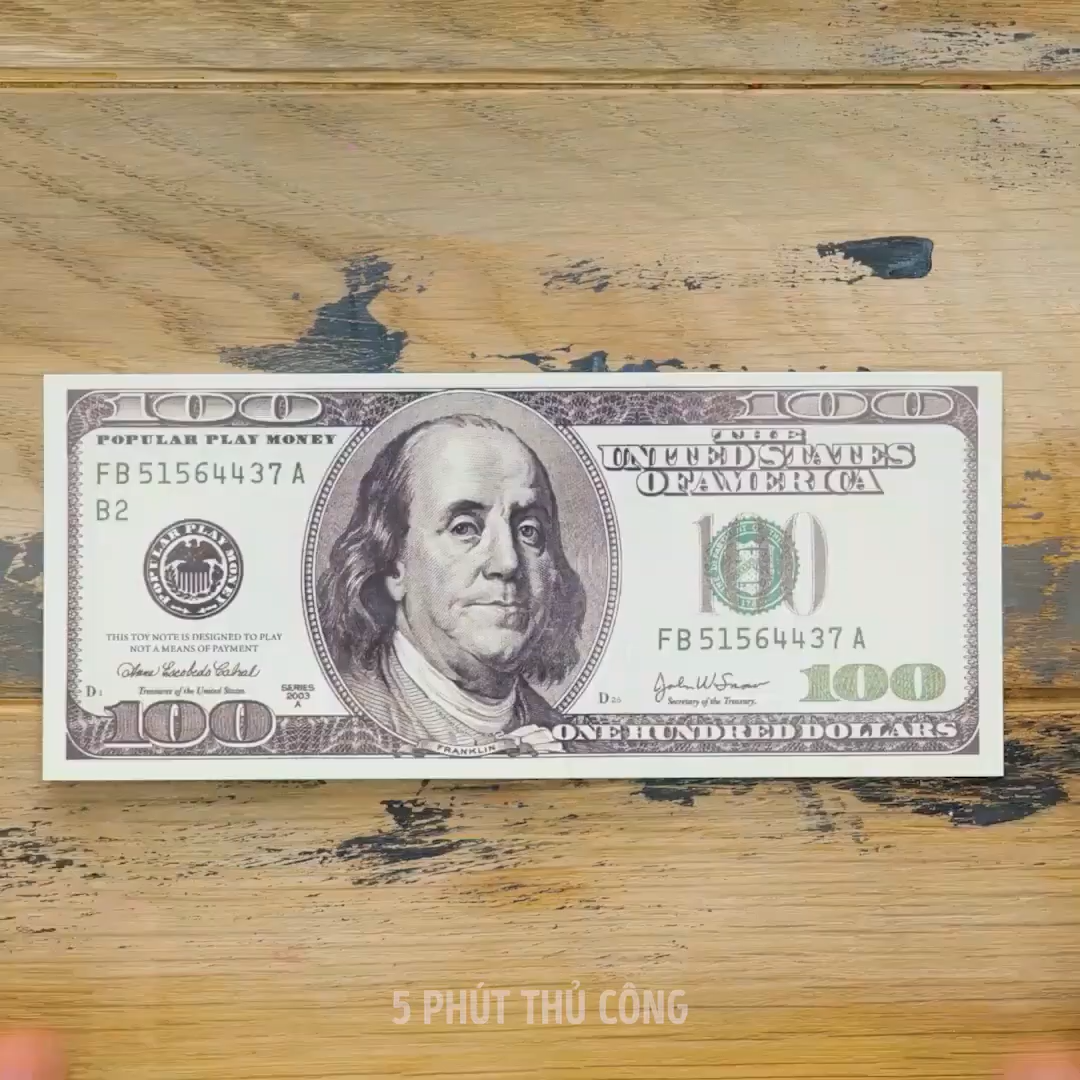 100
100
POPULAR PLAY MONEY
FB 51564437 A
B2
POPULAR PLAY MONEY
THIS TOY NOTE IS DESIGNED TO PLAY
NOT A MEANS OF PAYMENT
Treasurer of the United States.
D 1
SERIES
2003
A
100
FRANKLIN
THE
UNITED STATES
OF AMERICA
100
FB 51564437 A
D 20
Secretary of the Treasury.
100
ONE HUNDRED DOLLARS
5 PHÚT THỦ CÔNG